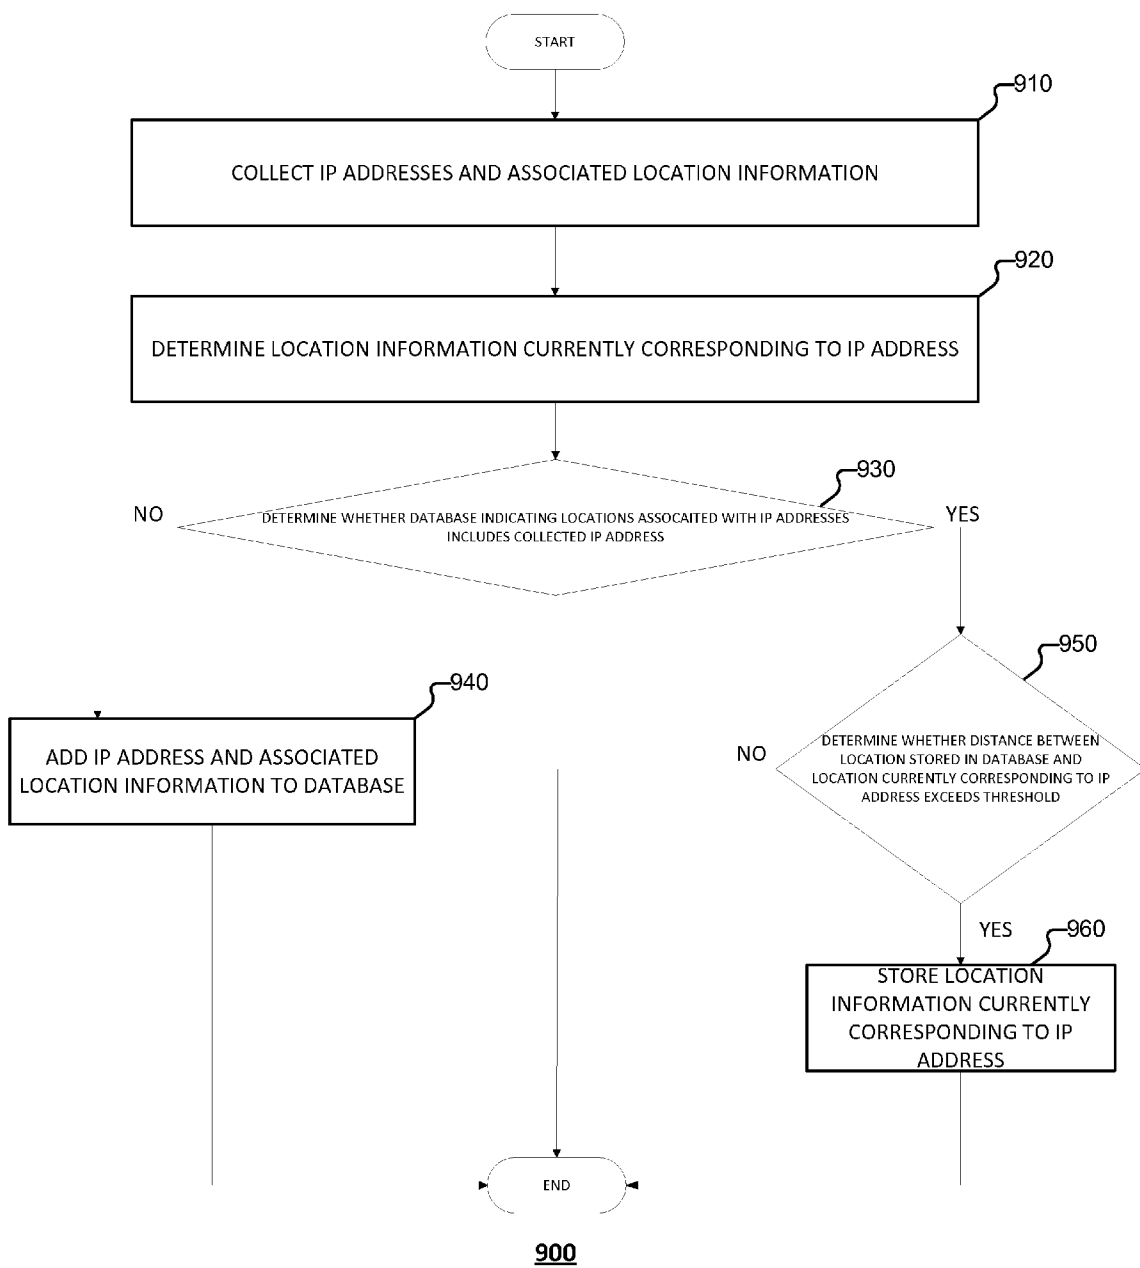 START
910
COLLECT IP ADDRESSES AND ASSOCIATED LOCATION INFORMATION
920
DETERMINE LOCATION INFORMATION CURRENTLY CORRESPONDING TO IP ADDRESS
930
NO
DETERMINE WHETHER DATABASE INDICATING LOCATIONS ASSOCAITED WITH IP ADDRESSES
INCLUDES COLLECTED IP ADDRESS
YES
940
ADD IP ADDRESS AND ASSOCIATED
LOCATION INFORMATION TO DATABASE
950
NO
DETERMINE WHETHER DISTANCE BETWEEN
LOCATION STORED IN DATABASE AND
LOCATION CURRENTLY CORRESPONDING TO IP
ADDRESS EXCEEDS THRESHOLD
YES
960
STORE LOCATION
INFORMATION CURRENTLY
CORRESPONDING TO IP
ADDRESS
END
900